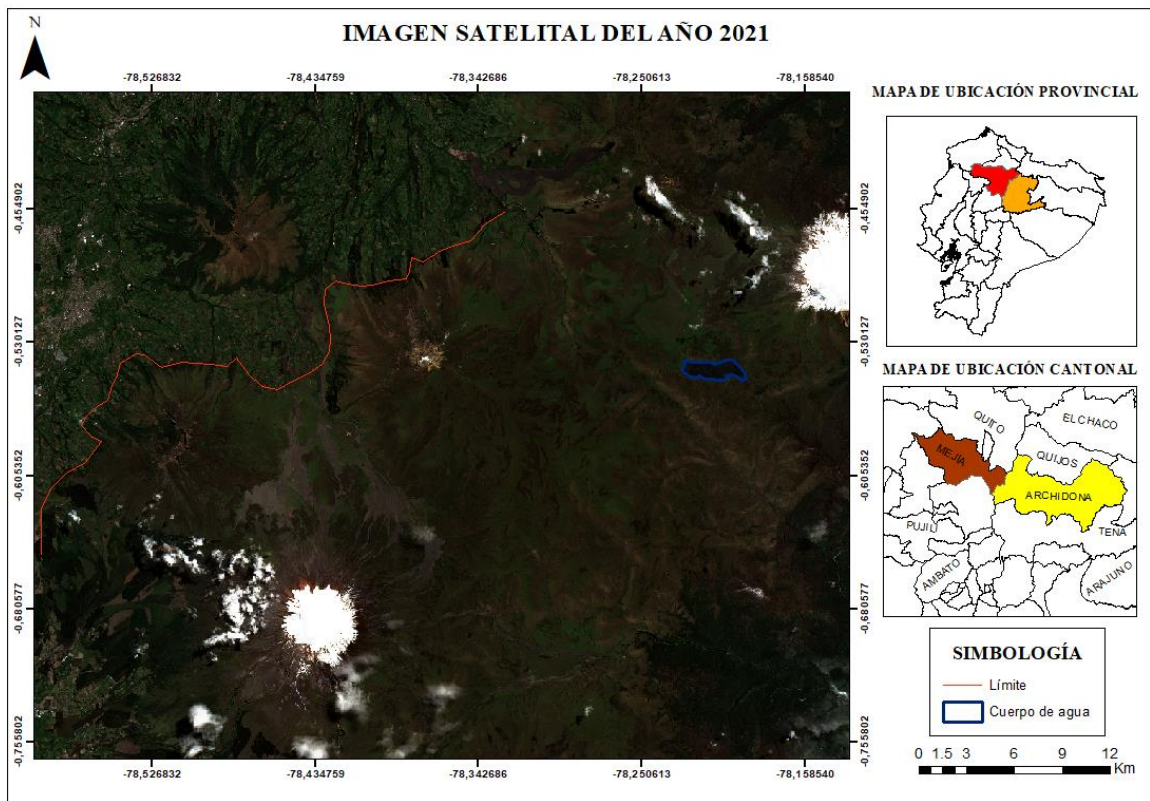 IMAGEN SATELITAL DEL AÑO 2021
N
-78,526832 -78,434759 -78,342686 -78,250613 -78,158540
-0,454902 -0,454902
-0,530127 -0,530127
-0,605352 -0,605352
-0,680577 -0,680577
-0,755802 -0,755802
-78,526832 -78,434759 -78,342686 -78,250613 -78,158540
MAPA DE UBICACIÓN PROVINCIAL
MAPA DE UBICACIÓN CANTONAL
QUITO
EL CHACO
MEJÍA
QUIJOS
ARCHIDONA
PUJILÍ
TENA
AMBATO
ARAJUNO
SIMBOLOGÍA
Límite
Cuerpo de agua
0 1.5 3 6 9 12
Km